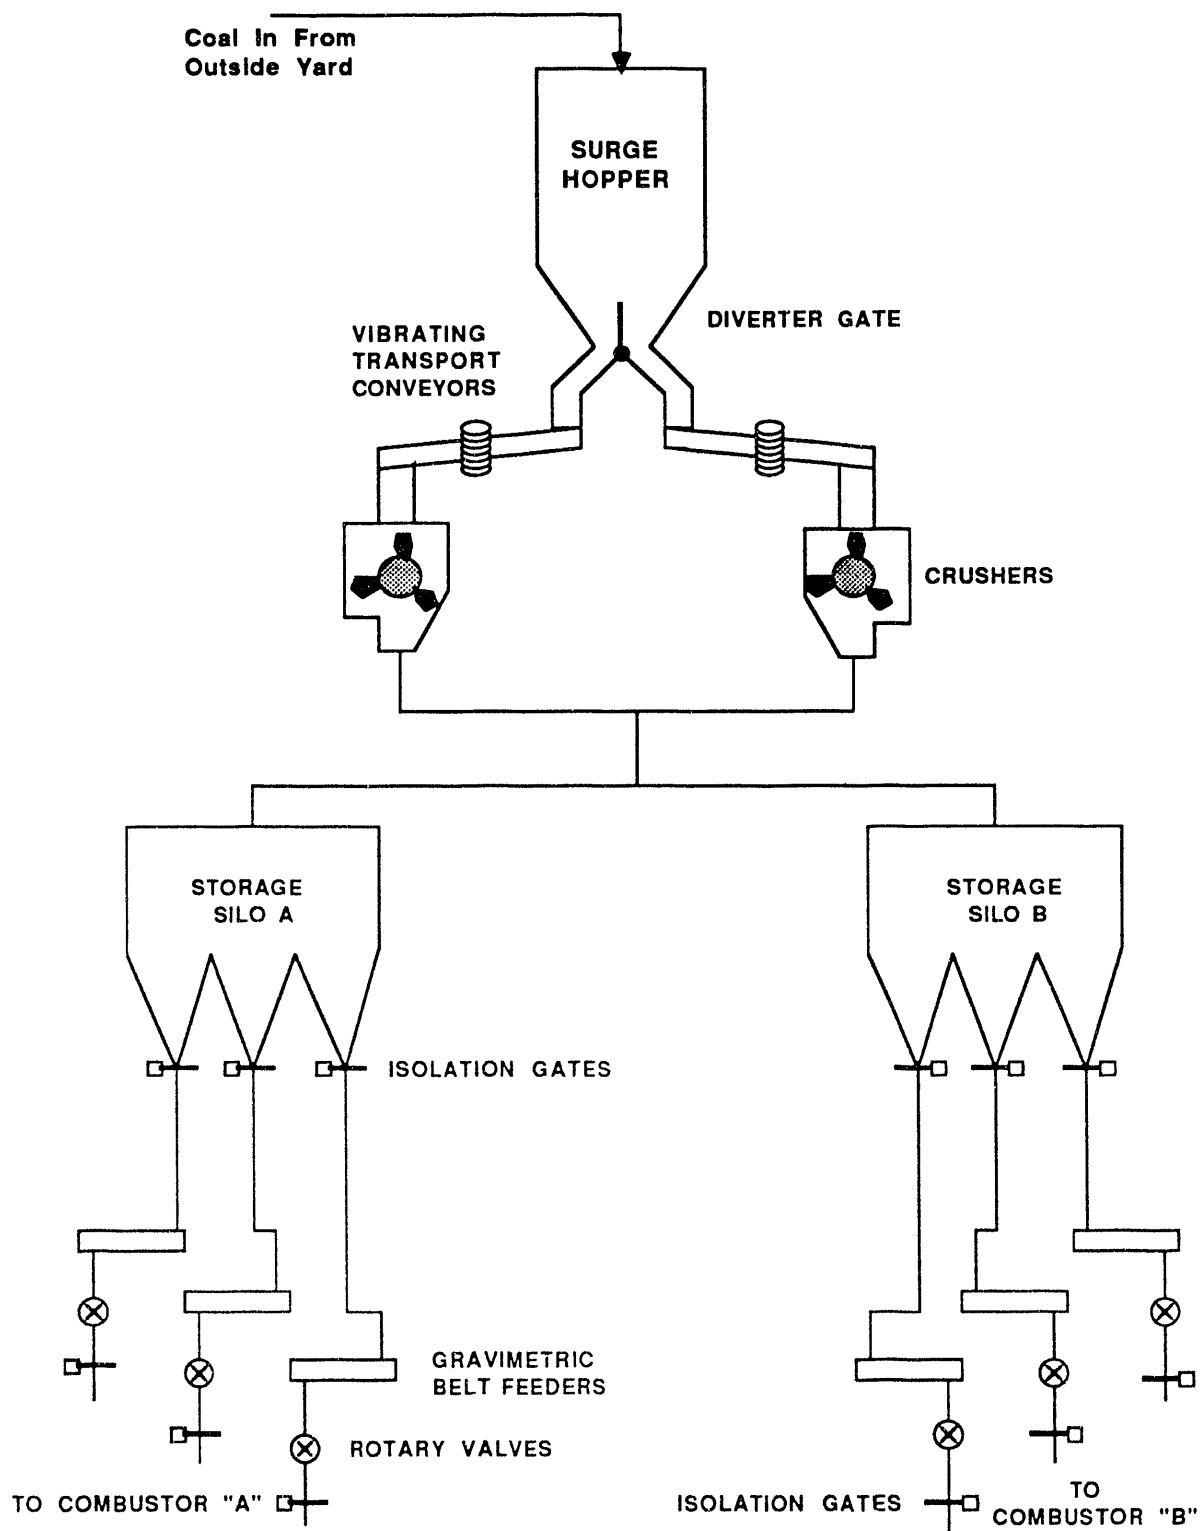 Coal In From
Outside Yard
SURGE
HOPPER
DIVERTER GATE
VIBRATING
TRANSPORT
CONVEYORS
CRUSHERS
STORAGE
SILO A
STORAGE
SILO B
ISOLATION GATES
GRAVIMETRIC
BELT FEEDERS
ROTARY VALVES
TO COMBUSTOR "A"
ISOLATION GATES
TO
COMBUSTOR "B"